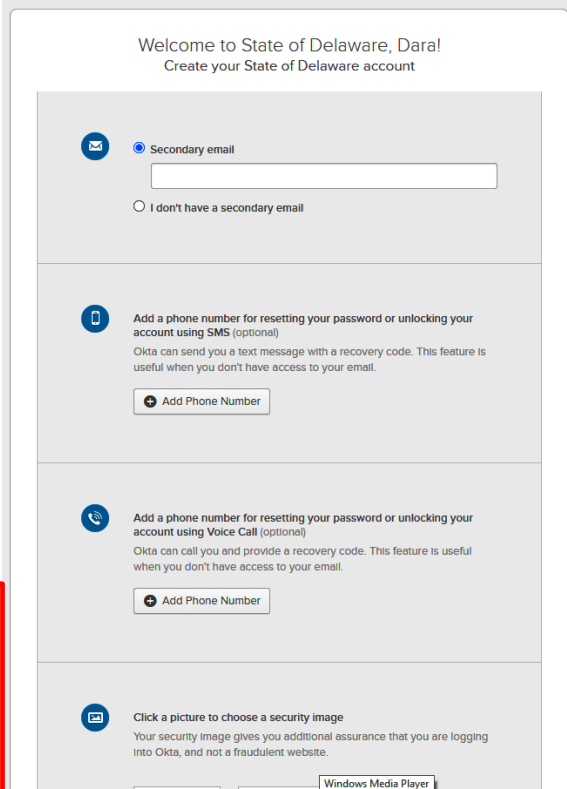 Welcome to State of Delaware, Dara!
Create your State of Delaware account
Secondary email
I don't have a secondary email
Add a phone number for resetting your password or unlocking your
account using SMS (optional)
Okta can send you a text message with a recovery code. This feature is
useful when you don't have access to your email.
Add Phone Number
Add a phone number for resetting your password or unlocking your
account using Voice Call (optional)
Okta can call you and provide a recovery code. This feature is useful
when you don't have access to your email.
Add Phone Number
Click a picture to choose a security image
Your security image gives you additional assurance that you are logging
into Okta, and not a fraudulent website.
Windows Media Player